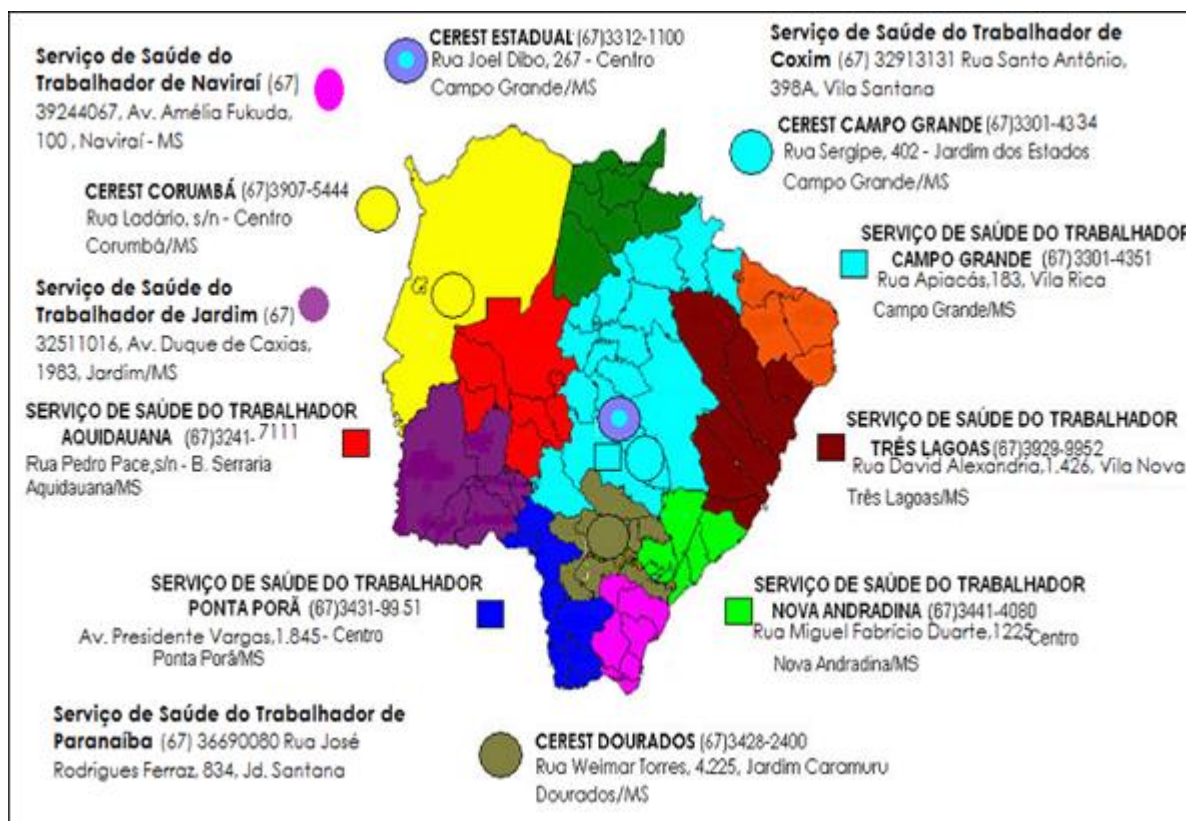 Serviço de Saúde do
Trabalhador de Naviraí (67)
39244067, Av. Amélia Fukuda,
100 , Naviraí - MS
CEREST ESTADUAL (67)3312-1100
Rua Joel Dibo, 267 - Centro
Campo Grande/MS
Serviço de Saúde do Trabalhador de
Coxim (67) 32913131 Rua Santo Antônio,
398A, Vila Santana
CEREST CAMPO GRANDE (67)3301-4334
Rua Sergipe, 402 - Jardim dos Estados
Campo Grande/MS
CEREST CORUMBÁ (67)3907-5444
Rua Ladário, s/n - Centro
Corumbá/MS
SERVIÇO DE SAÚDE DO TRABALHADOR
CAMPO GRANDE (67)3301-4351
Rua Apiacás,183, Vila Rica
Campo Grande/MS
Serviço de Saúde do
Trabalhador de Jardim (67)
32511016, Av. Duque de Caxias,
1983, Jardim/MS
SERVIÇO DE SAÚDE DO TRABALHADOR
AQUIDAUANA (67)3241-7111
Rua Pedro Pace,s/n - B. Serraria
Aquidauana/MS
SERVIÇO DE SAÚDE DO TRABALHADOR
TRÊS LAGOAS(67)3929-9952
Rua David Alexandria,1.426, Vila Nova
Três Lagoas/MS
SERVIÇO DE SAÚDE DO TRABALHADOR
PONTA PORÃ (67)3431-9951
Av. Presidente Vargas,1.845- Centro
Ponta Porã/MS
SERVIÇO DE SAÚDE DO TRABALHADOR
NOVA ANDRADINA (67)3441-4080
Rua Miguel Fabrício Duarte,1225 Centro
Nova Andradina/MS
Serviço de Saúde do Trabalhador de
Paranaíba (67) 36690080 Rua José
Rodrigues Ferraz, 834, Jd. Santana
CEREST DOURADOS (67)3428-2400
Rua Weimar Torres, 4.225, Jardim Caramuru
Dourados/MS